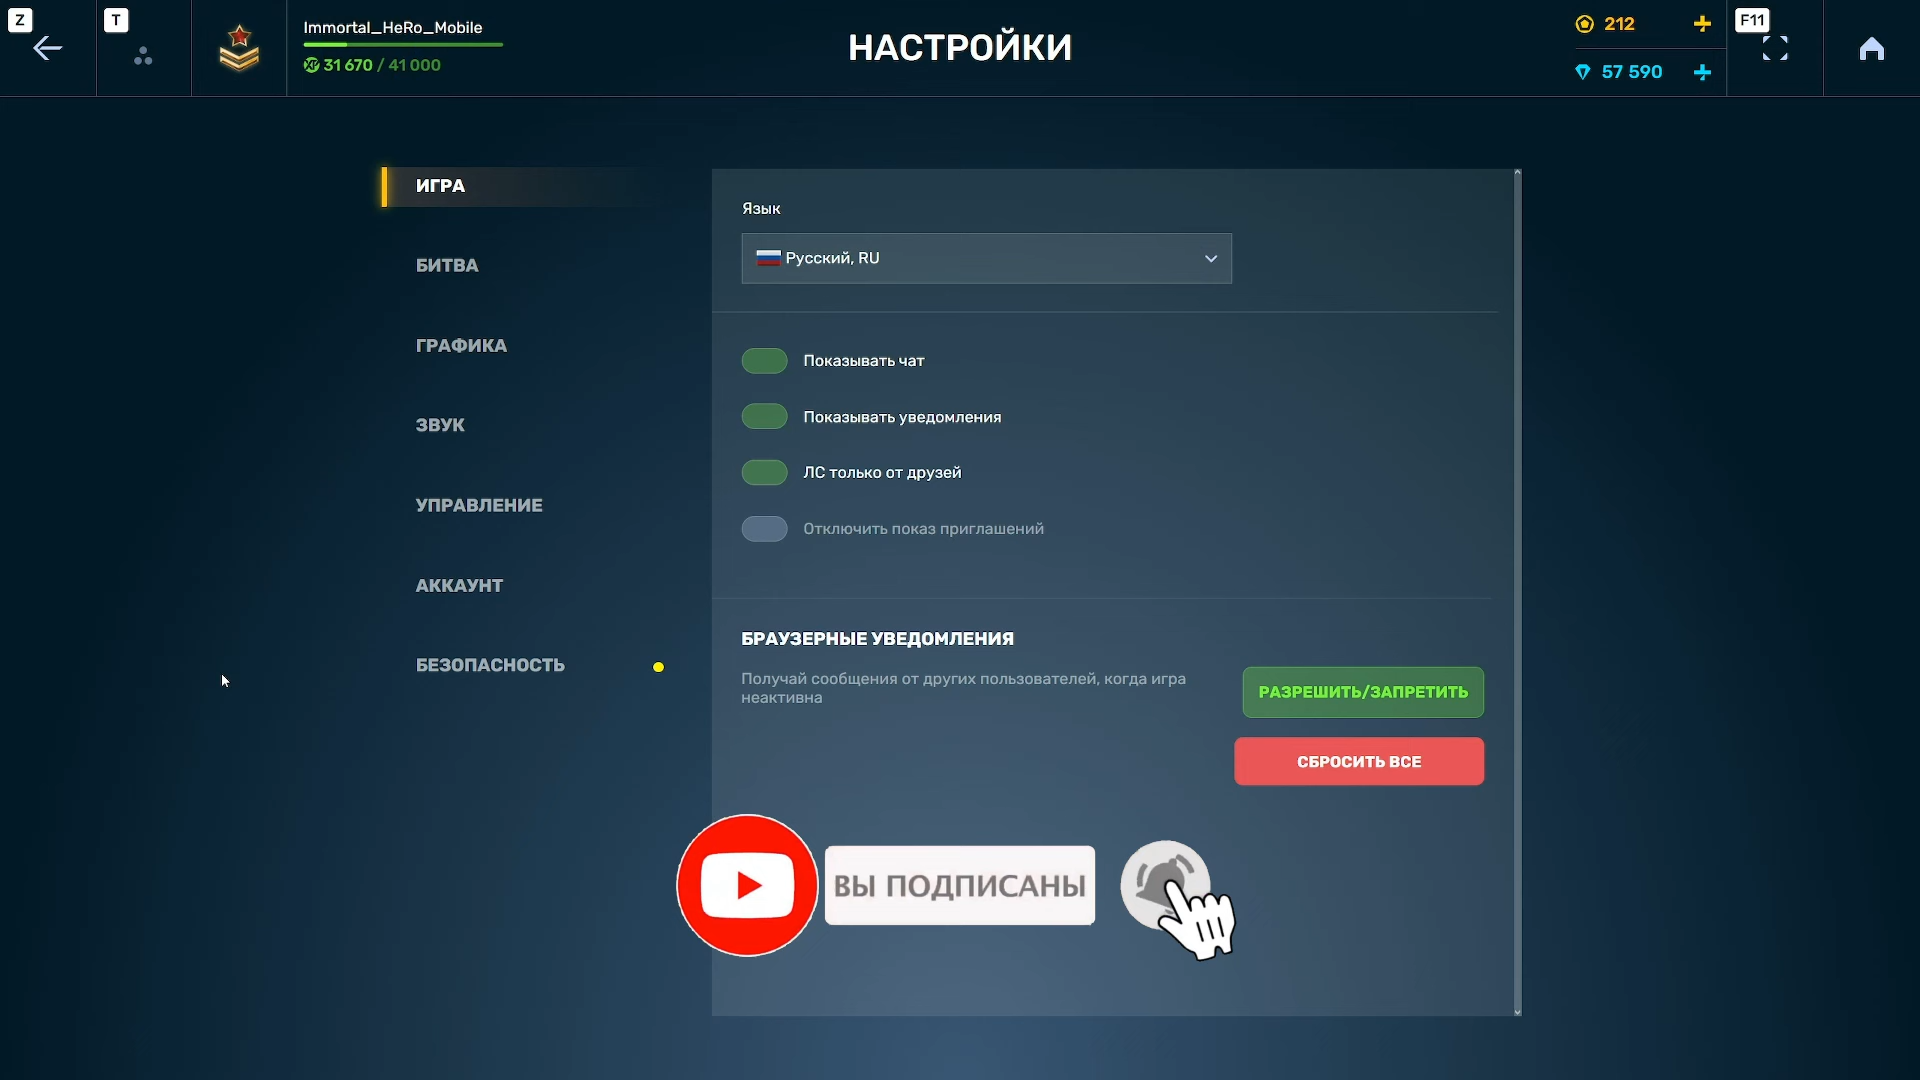 Z
T
Immortal_HeRo_Mobile
XP 31 670 / 41 000
НАСТРОЙКИ
212
57 590
F11
ИГРА
БИТВА
ГРАФИКА
ЗВУК
УПРАВЛЕНИЕ
АККАУНТ
БЕЗОПАСНОСТЬ
Язык
Русский, RU
Показывать чат
Показывать уведомления
ЛС только от друзей
Отключить показ приглашений
БРАУЗЕРНЫЕ УВЕДОМЛЕНИЯ
Получай сообщения от других пользователей, когда игра
неактивна
РАЗРЕШИТЬ/ЗАПРЕТИТЬ
СБРОСИТЬ ВСЕ
ВЫ ПОДПИСАНЫ